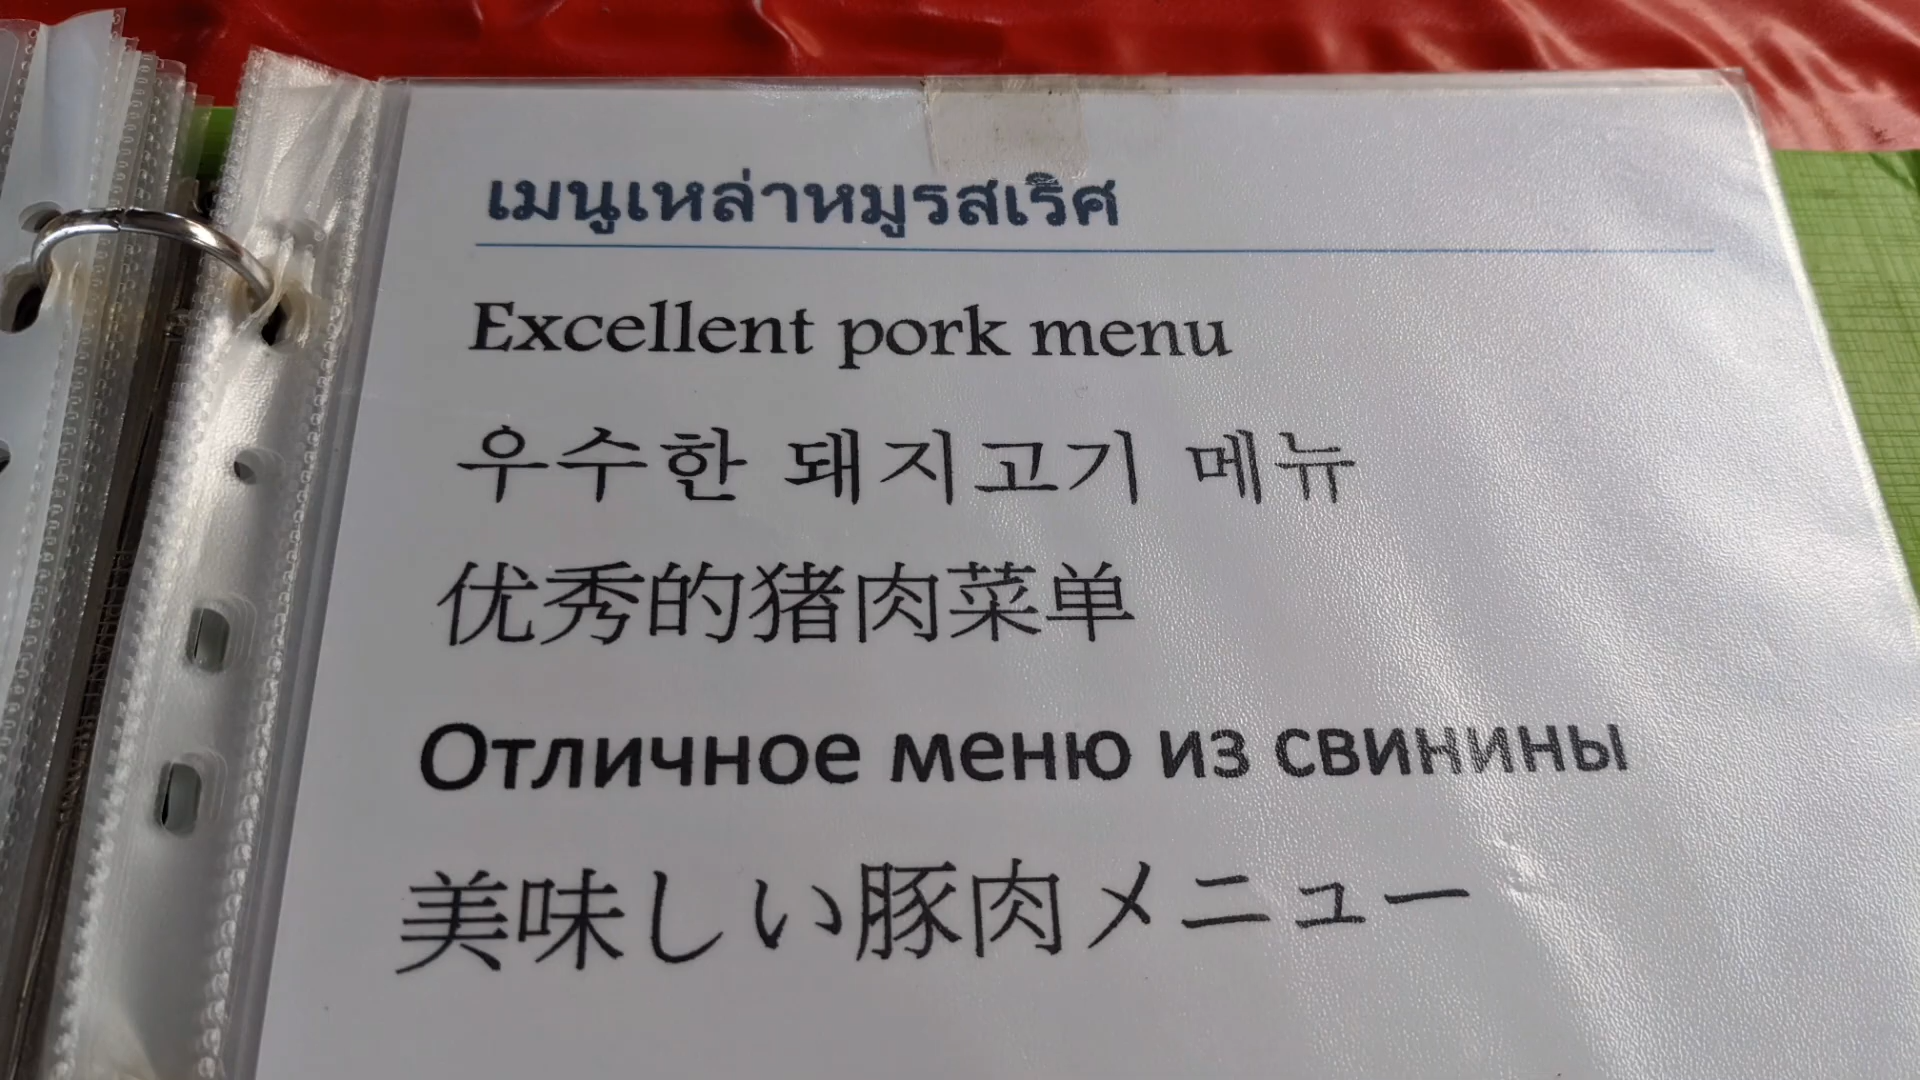 เมนูเหล่าหมูรสเริศ
Excellent pork menu
우수한 돼지고기 메뉴
优秀的猪肉菜单
Отличное меню из свинины
美味しい豚肉メニュー